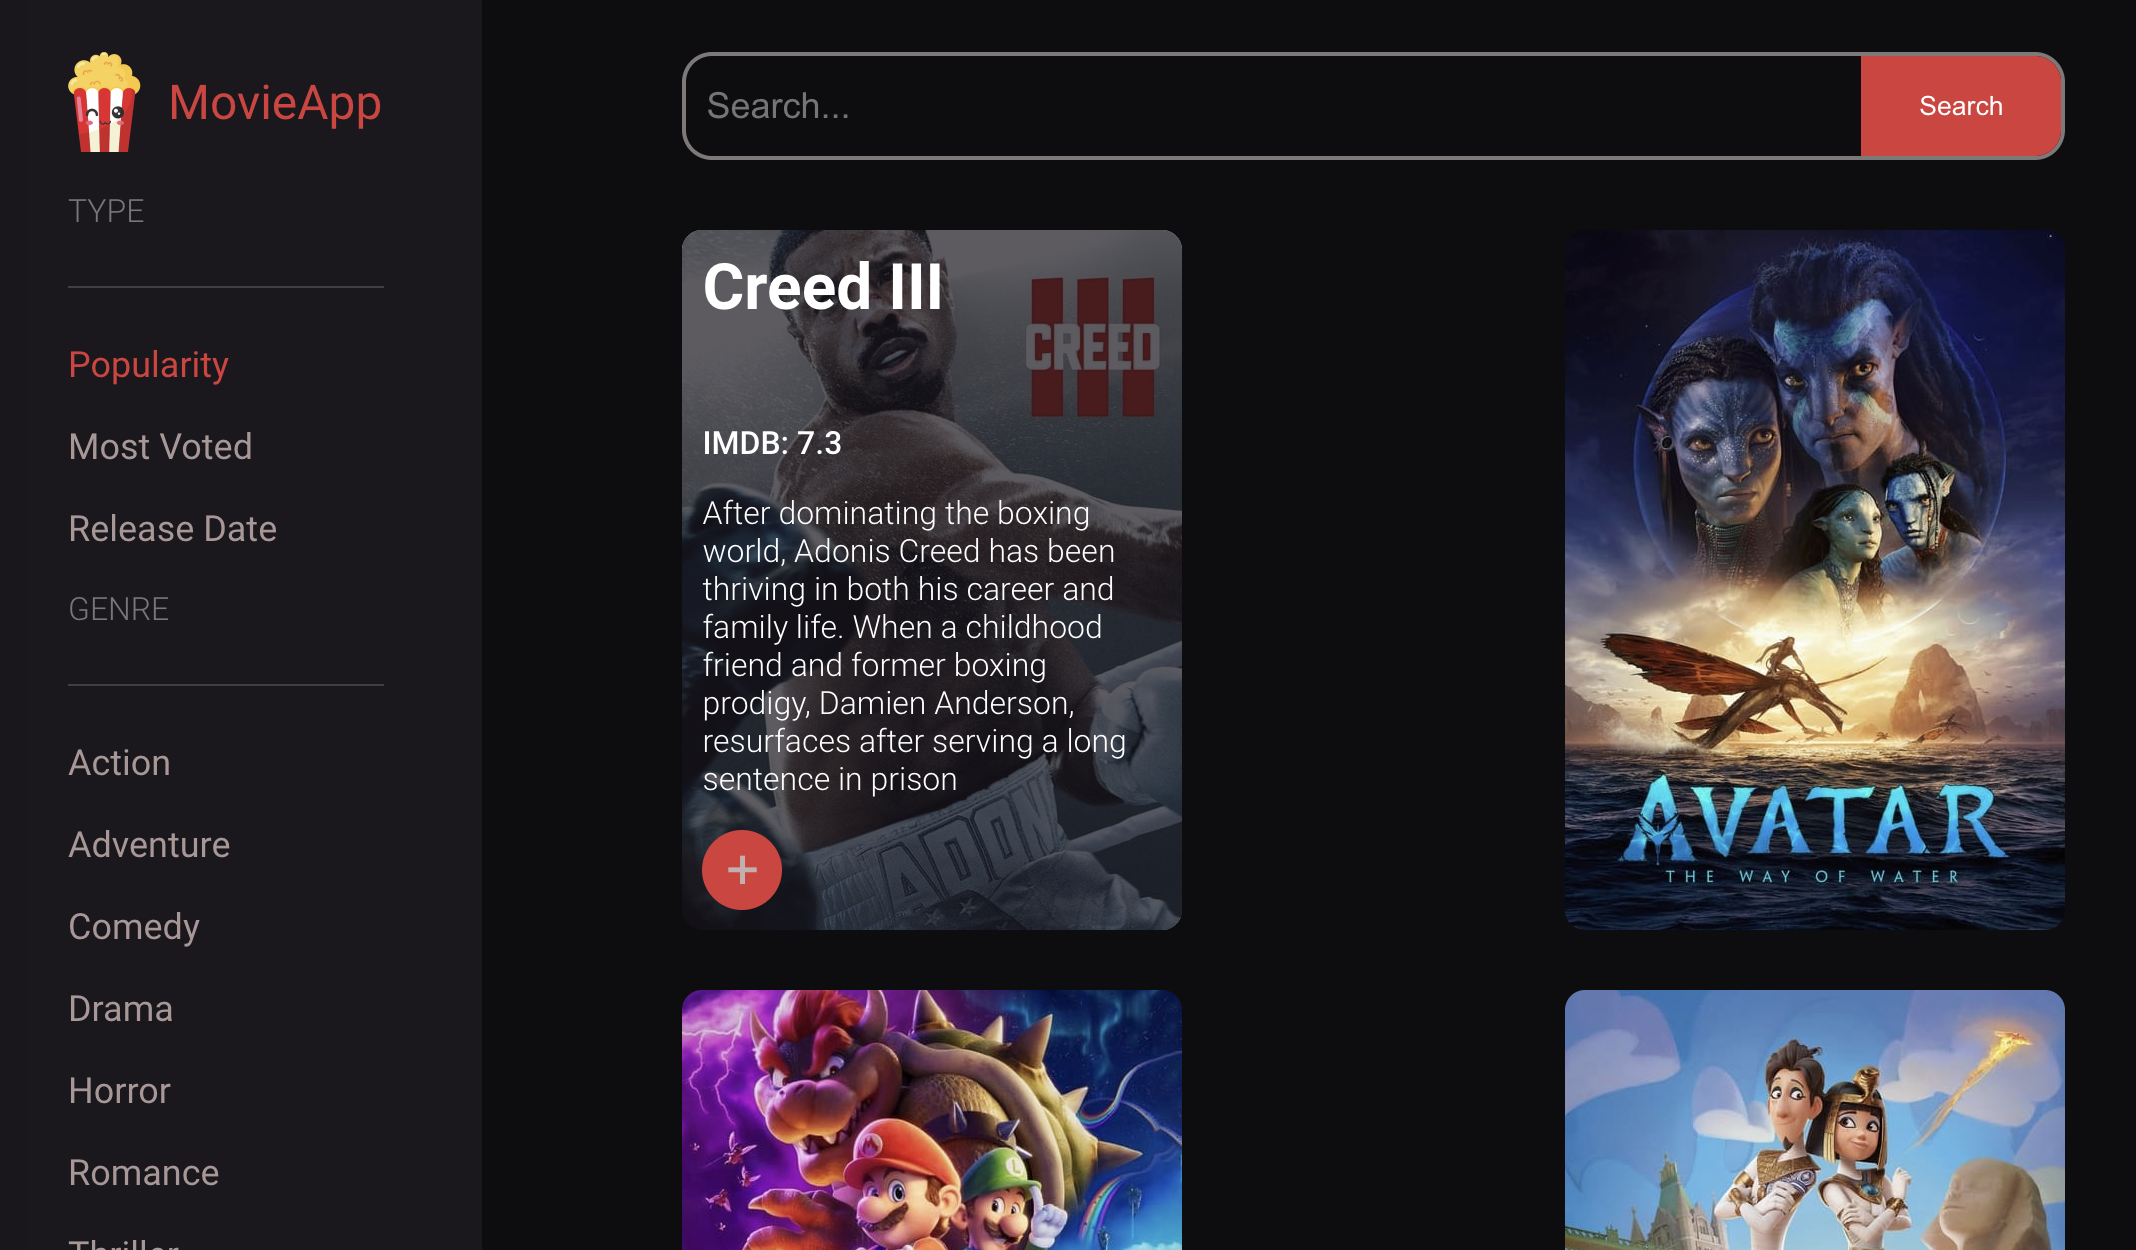 MovieApp
TYPE
Popularity
Most Voted
Release Date
GENRE
Action
Adventure
Comedy
Drama
Horror
Romance
Thriller
Search...
Search
Creed III
CREED
III
IMDB: 7.3
After dominating the boxing
world, Adonis Creed has been
thriving in both his career and
family life. When a childhood
friend and former boxing
prodigy, Damien Anderson,
resurfaces after serving a long
sentence in prison
ADON
+
AVATAR
THE WAY OF WATER
L